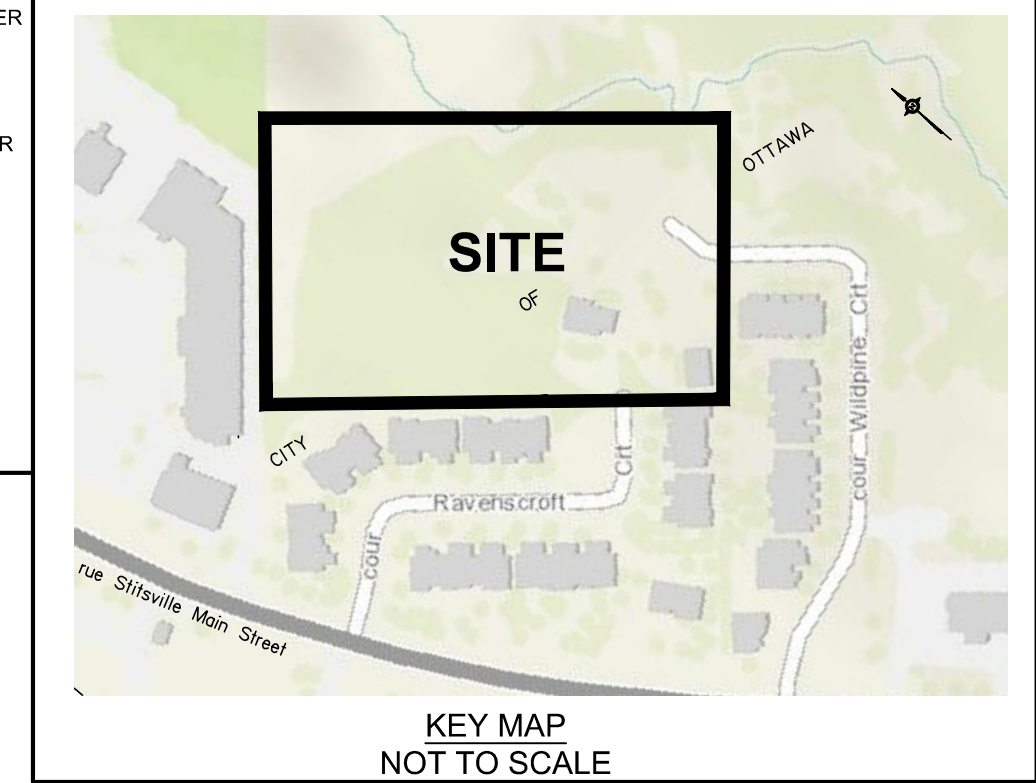 ER
R
OTTAWA
SITE
OF
CITY
cour Wildpine Crt
Ravenscroft
Crt
cour
rue Stitsville Main Street
KEY MAP
NOT TO SCALE